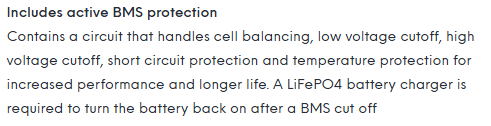 Includes active BMS protection
Contains a circuit that handles cell balancing, low voltage cutoff, high
voltage cutoff, short circuit protection and temperature protection for
increased performance and longer life. A LiFePO4 battery charger is
required to turn the battery back on after a BMS cut off